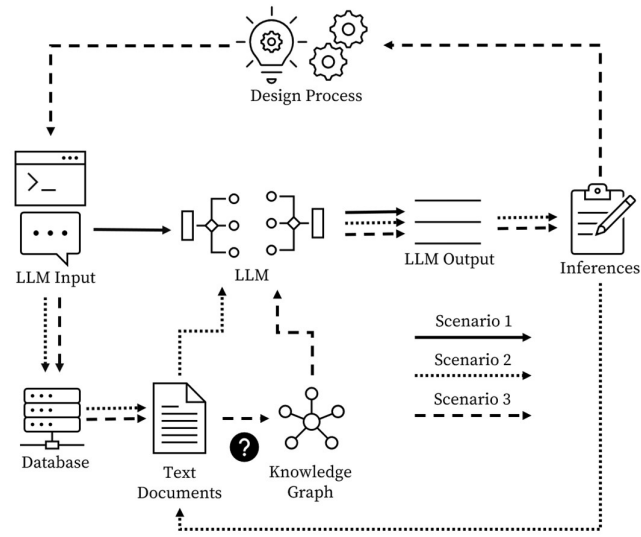 Design Process
>_
LLM Input
LLM
LLM Output
Inferences
Scenario 1
Scenario 2
Scenario 3
Database
Text
Documents
?
Knowledge
Graph